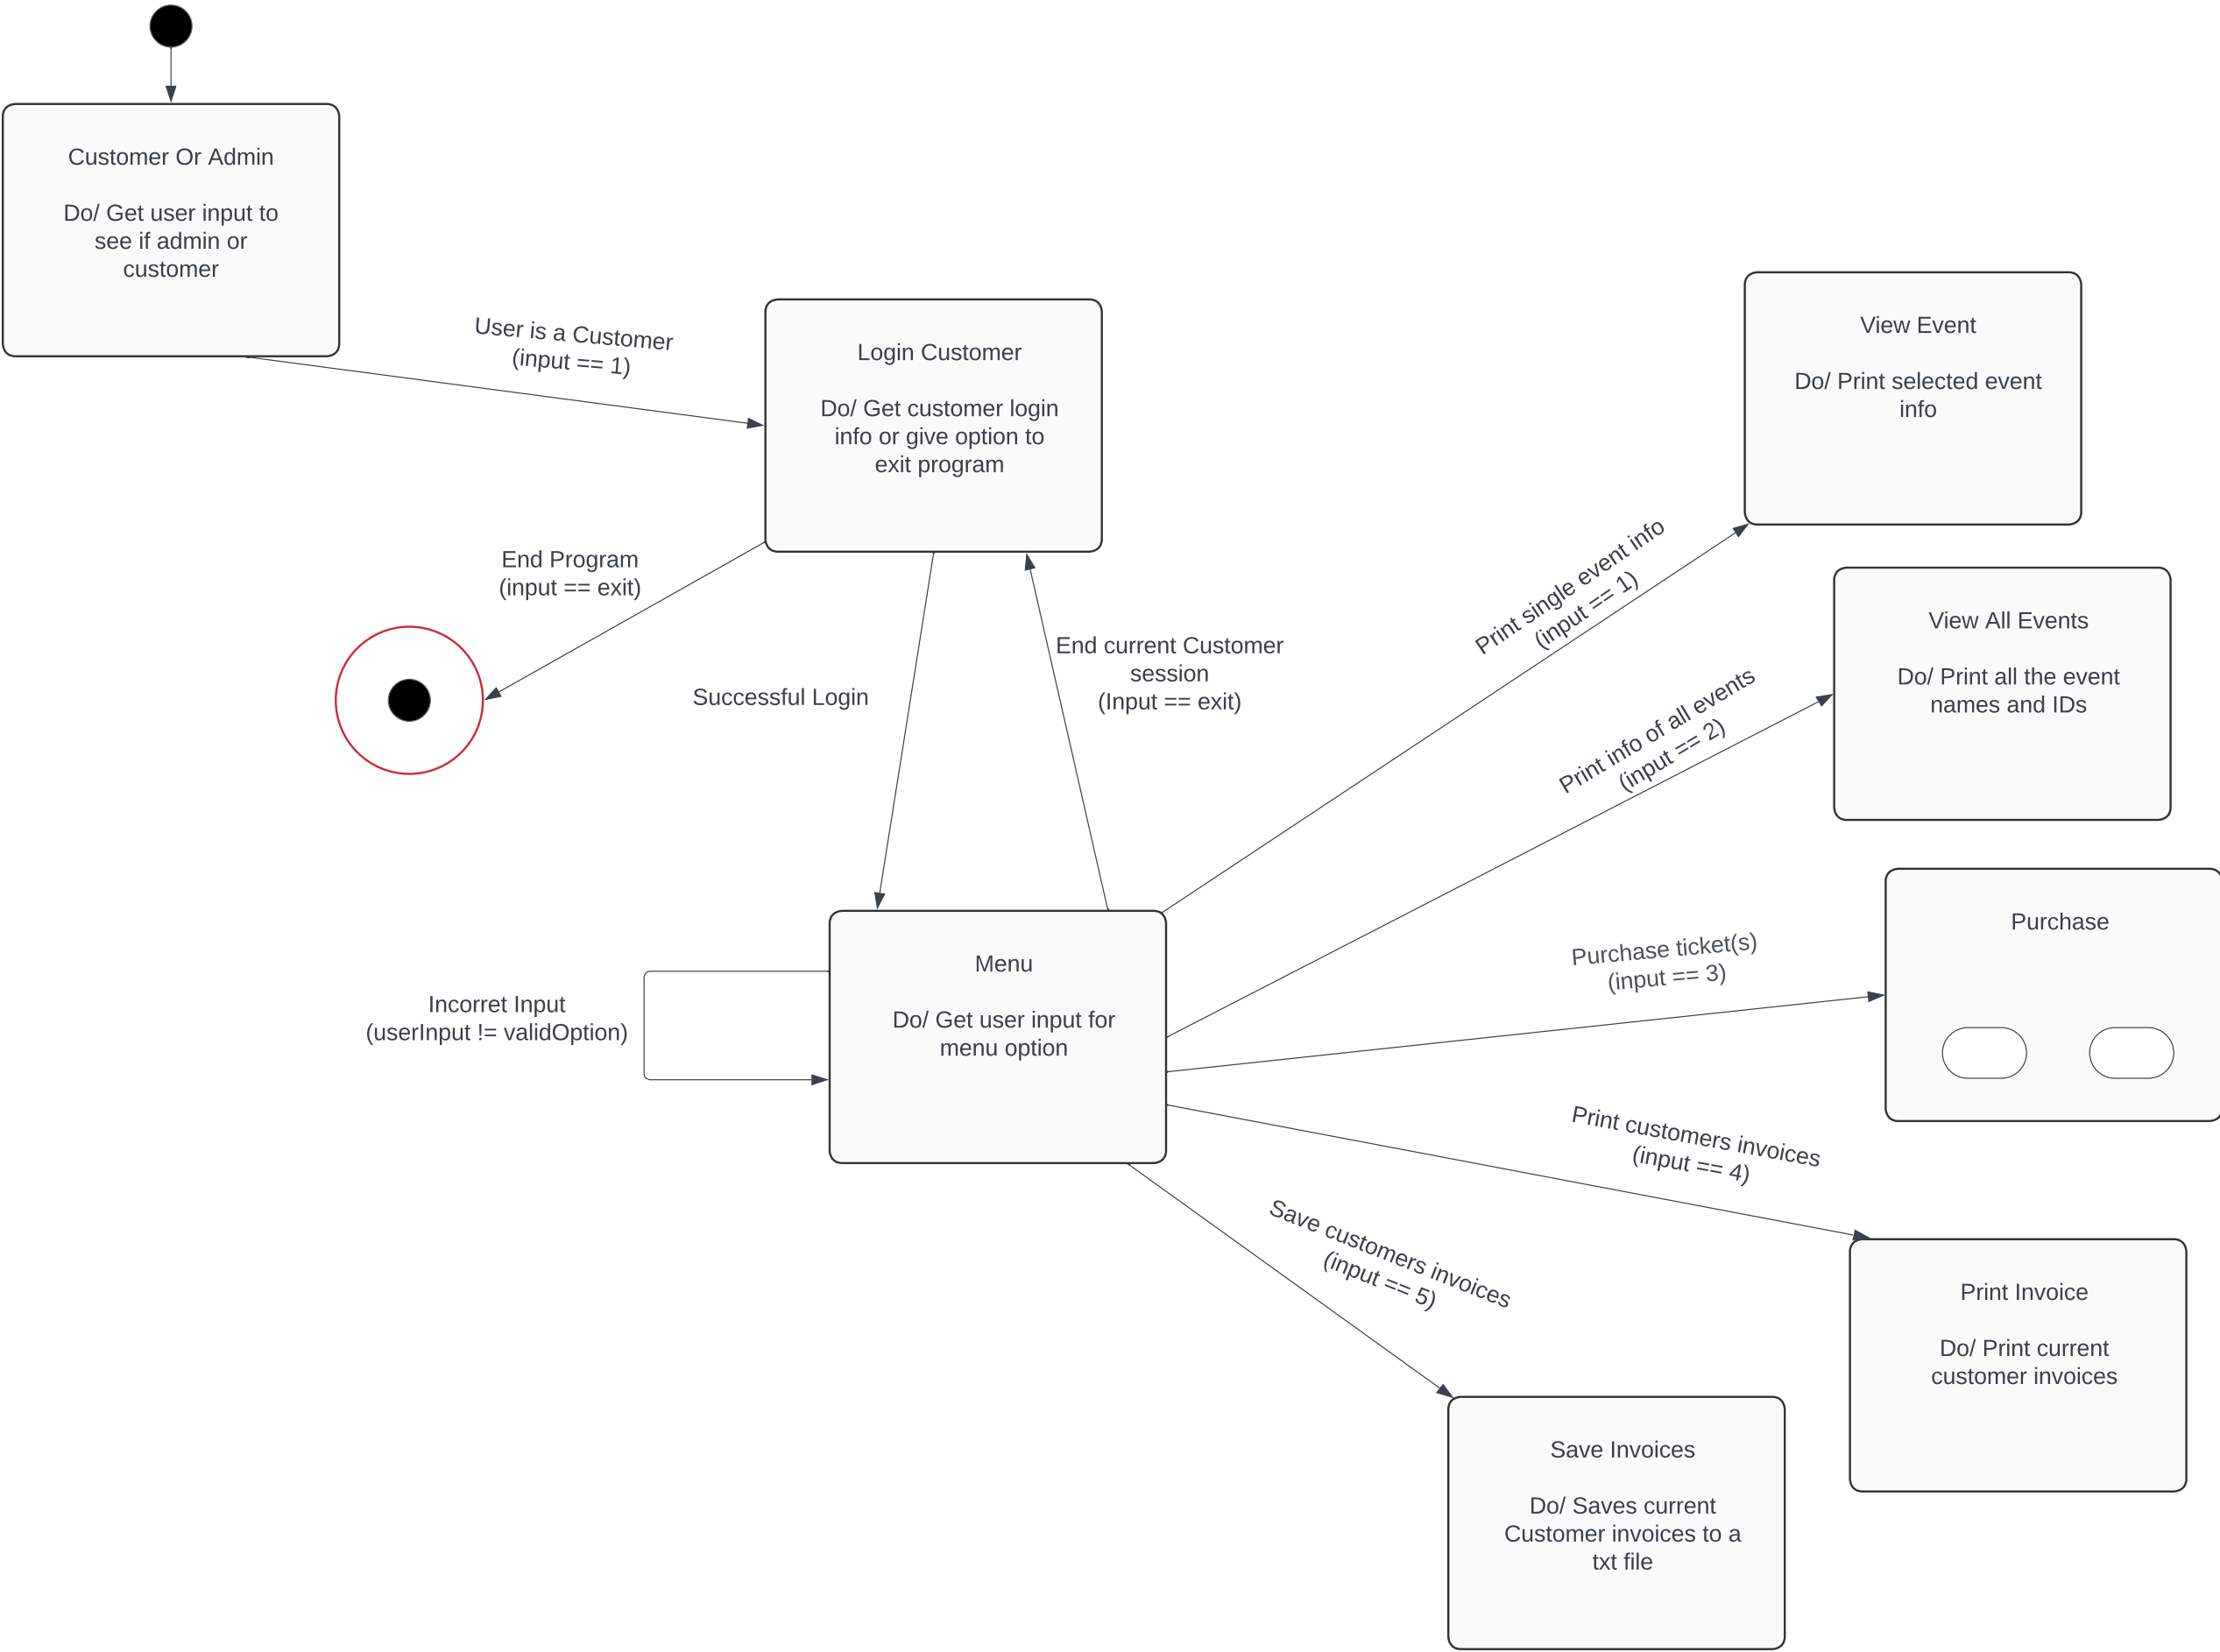 Customer Or Admin
Do/ Get user input to
see if admin or
customer
User is a Customer
(input == 1)
Login Customer
Do/ Get customer login
info or give option to
exit program
End Program
(input == exit)
Successful Login
End current Customer
session
(Input == exit)
Menu
Do/ Get user input for
menu option
Incorret Input
(userInput != validOption)
Print single event info
(input == 1)
View Event
Do/ Print selected event
info
Print info of all events
(input == 2)
View All Events
Do/ Print all the event
names and IDs
Purchase ticket(s)
(input == 3)
Purchase
Print customers invoices
(input == 4)
Print Invoice
Do/ Print current
customer invoices
Save customers invoices
(input == 5)
Save Invoices
Do/ Saves current
Customer invoices to a
txt file